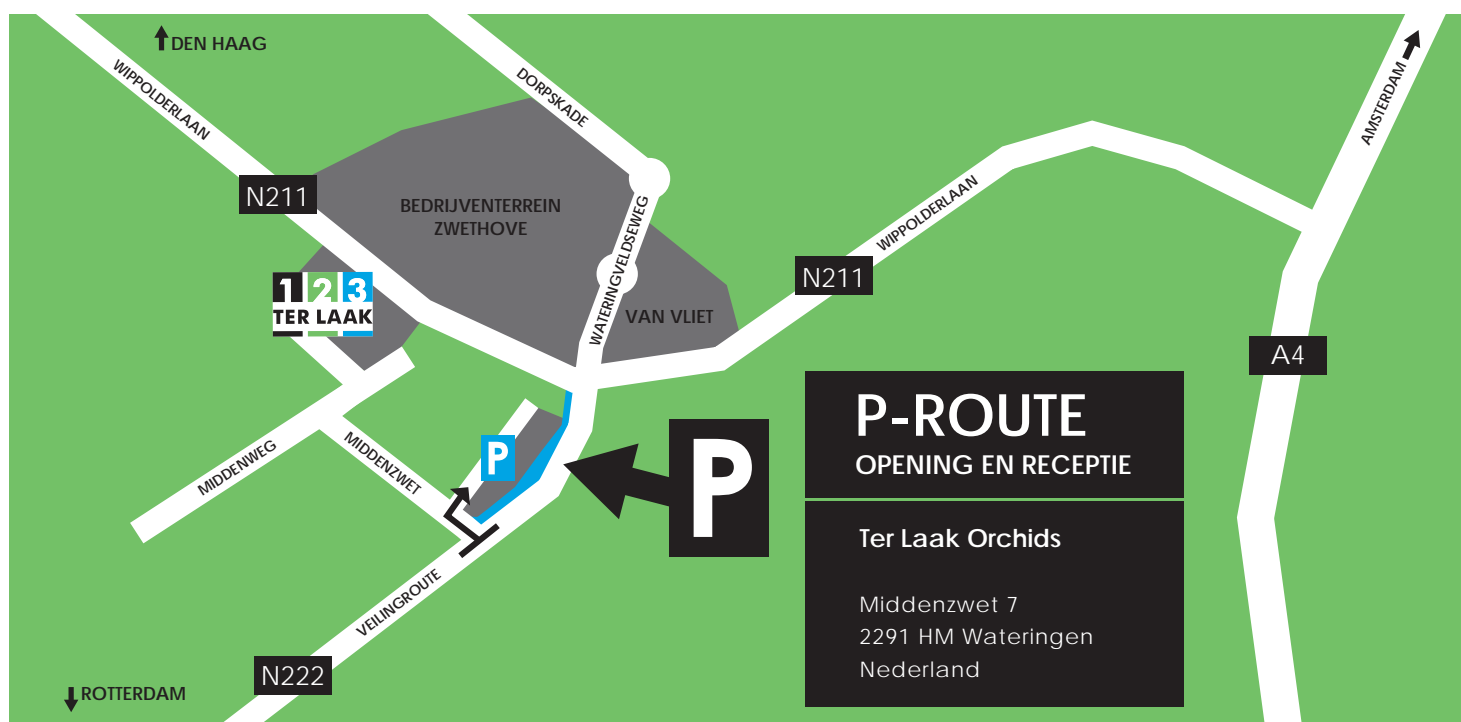 DEN HAAG
WIPPOLDERLAAN
DORPSKADE
AMSTERDAM
N211
BEDRIJVENTERREIN
ZWETHOVE
WATERINGVELDSEWEG
WIPPOLDERLAAN
N211
1 2 3
TER LAAK
VAN VLIET
A4
MIDDENWEG
MIDDENZWET
P
P
P-ROUTE
OPENING EN RECEPTIE
Ter Laak Orchids
Middenzwet 7
2291 HM Wateringen
Nederland
VEILINGROUTE
N222
ROTTERDAM